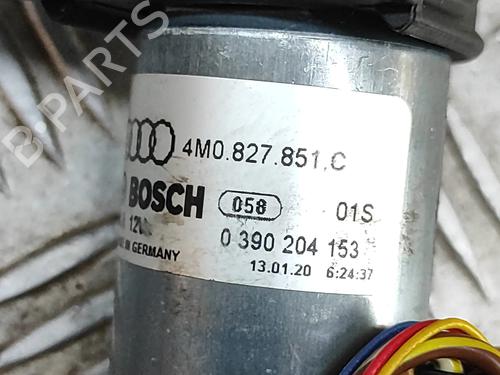 B-PARTS
4M0.827.851.C
BOSCH 058 01S
12V 0 390 204 153
IN GERMANY 13.01.20 6:24:37